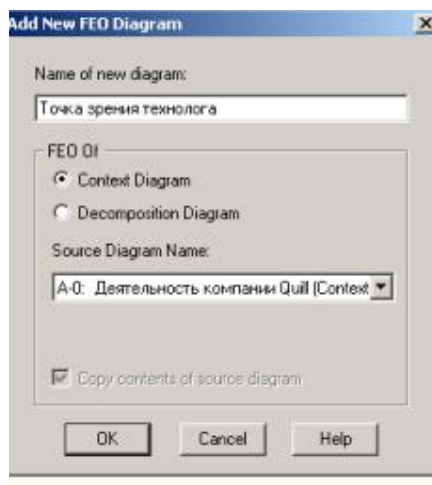 Add New FEO Diagram
Name of new diagram:
Точка зрения технолога
FEO Of
Context Diagram
Decomposition Diagram
Source Diagram Name:
A-0: Деятельность компании Quill (Context
Copy contents of source diagram
OK Cancel Help